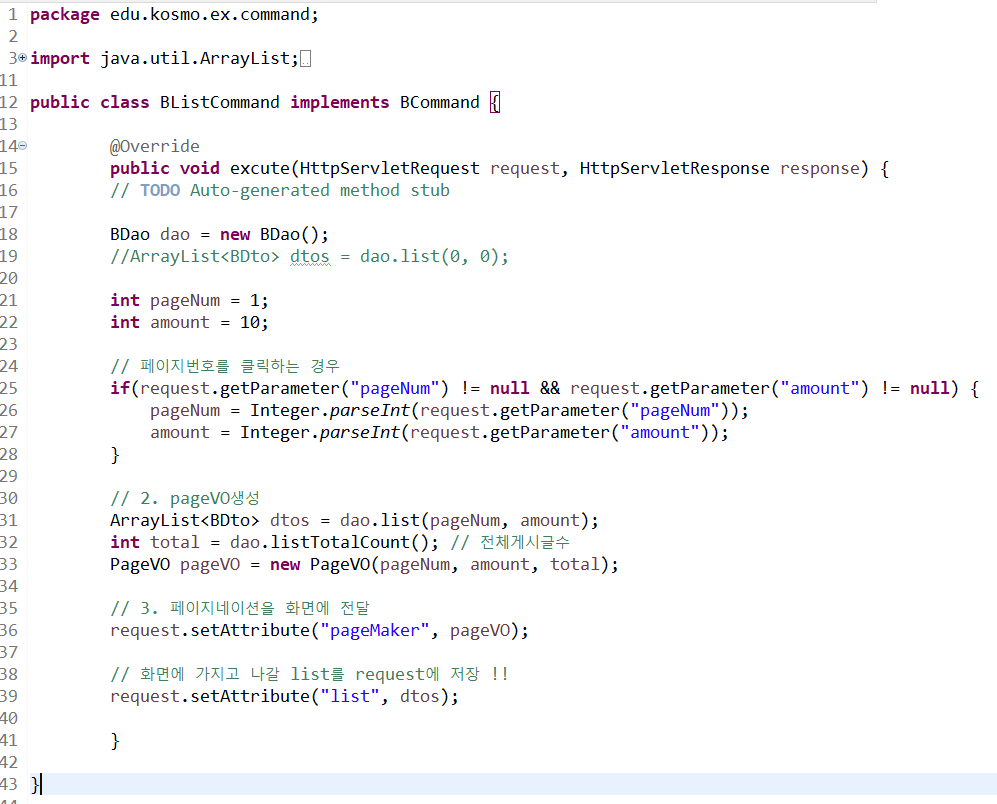 1 package edu.kosmo.ex.command;
2
3 import java.util.ArrayList;
11
12 public class BListCommand implements BCommand {
13
14 @Override
15 public void excute(HttpServletRequest request, HttpServletResponse response) {
16 // TODO Auto-generated method stub
17
18 BDao dao = new BDao();
19 //ArrayList<BDto> dtos = dao.list(0, 0);
20
21 int pageNum = 1;
22 int amount = 10;
23
24 // 페이지번호를 클릭하는 경우
25 if(request.getParameter("pageNum") != null && request.getParameter("amount") != null) {
26 pageNum = Integer.parseInt(request.getParameter("pageNum"));
27 amount = Integer.parseInt(request.getParameter("amount"));
28 }
29
30 // 2. pageVO생성
31 ArrayList<BDto> dtos = dao.list(pageNum, amount);
32 int total = dao.listTotalCount(); // 전체게시글수
33 PageVO pageVO = new PageVO(pageNum, amount, total);
34
35 // 3. 페이지네이션을 화면에 전달
36 request.setAttribute("pageMaker", pageVO);
37
38 // 화면에 가지고 나갈 list를 request에 저장 !!
39 request.setAttribute("list", dtos);
40
41 }
42
43 }
44